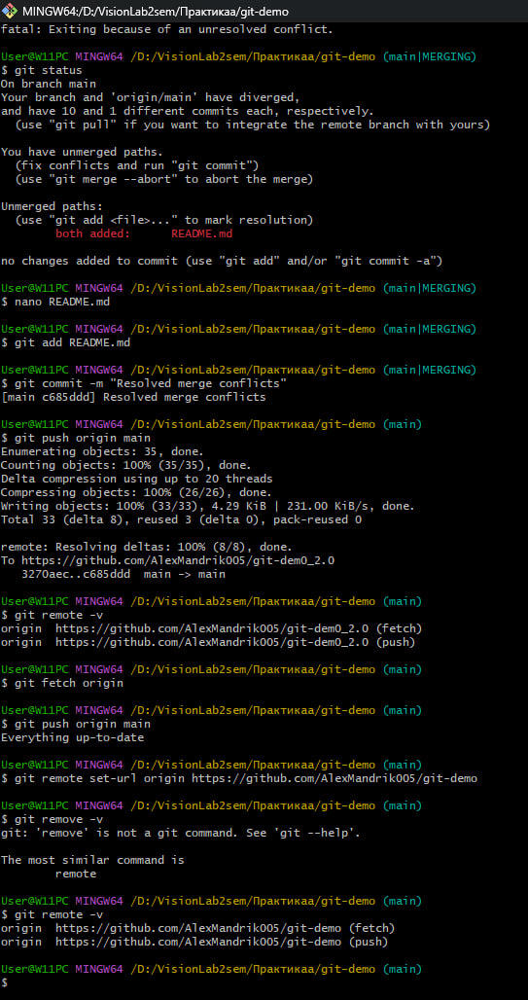 MINGW64:/D:/VisionLab2sem/Практикаа/git-demo
fatal: Exiting because of an unresolved conflict.
User@W11PC MINGW64 /D:/VisionLab2sem/Практикаа/git-demo (main|MERGING)
$ git status
On branch main
Your branch and 'origin/main' have diverged,
and have 10 and 1 different commits each, respectively.
  (use "git pull" if you want to integrate the remote branch with yours)
You have unmerged paths.
  (fix conflicts and run "git commit")
  (use "git merge --abort" to abort the merge)
Unmerged paths:
  (use "git add <file>..." to mark resolution)
        both added:      README.md
no changes added to commit (use "git add" and/or "git commit -a")
User@W11PC MINGW64 /D:/VisionLab2sem/Практикаа/git-demo (main|MERGING)
$ nano README.md
User@W11PC MINGW64 /D:/VisionLab2sem/Практикаа/git-demo (main|MERGING)
$ git add README.md
User@W11PC MINGW64 /D:/VisionLab2sem/Практикаа/git-demo (main|MERGING)
$ git commit -m "Resolved merge conflicts"
[main c685ddd] Resolved merge conflicts
User@W11PC MINGW64 /D:/VisionLab2sem/Практикаа/git-demo (main)
$ git push origin main
Enumerating objects: 35, done.
Counting objects: 100% (35/35), done.
Delta compression using up to 20 threads
Compressing objects: 100% (26/26), done.
Writing objects: 100% (33/33), 4.29 KiB | 231.00 KiB/s, done.
Total 33 (delta 8), reused 3 (delta 0), pack-reused 0
remote: Resolving deltas: 100% (8/8), done.
To https://github.com/AlexMandrik005/git-dem0_2.0
   3270aec..c685ddd  main -> main
User@W11PC MINGW64 /D:/VisionLab2sem/Практикаа/git-demo (main)
$ git remote -v
origin  https://github.com/AlexMandrik005/git-dem0_2.0 (fetch)
origin  https://github.com/AlexMandrik005/git-dem0_2.0 (push)
User@W11PC MINGW64 /D:/VisionLab2sem/Практикаа/git-demo (main)
$ git fetch origin
User@W11PC MINGW64 /D:/VisionLab2sem/Практикаа/git-demo (main)
$ git push origin main
Everything up-to-date
User@W11PC MINGW64 /D:/VisionLab2sem/Практикаа/git-demo (main)
$ git remote set-url origin https://github.com/AlexMandrik005/git-demo
User@W11PC MINGW64 /D:/VisionLab2sem/Практикаа/git-demo (main)
$ git remove -v
git: 'remove' is not a git command. See 'git --help'.
The most similar command is
        remote
User@W11PC MINGW64 /D:/VisionLab2sem/Практикаа/git-demo (main)
$ git remote -v
origin  https://github.com/AlexMandrik005/git-demo (fetch)
origin  https://github.com/AlexMandrik005/git-demo (push)
User@W11PC MINGW64 /D:/VisionLab2sem/Практикаа/git-demo (main)
$